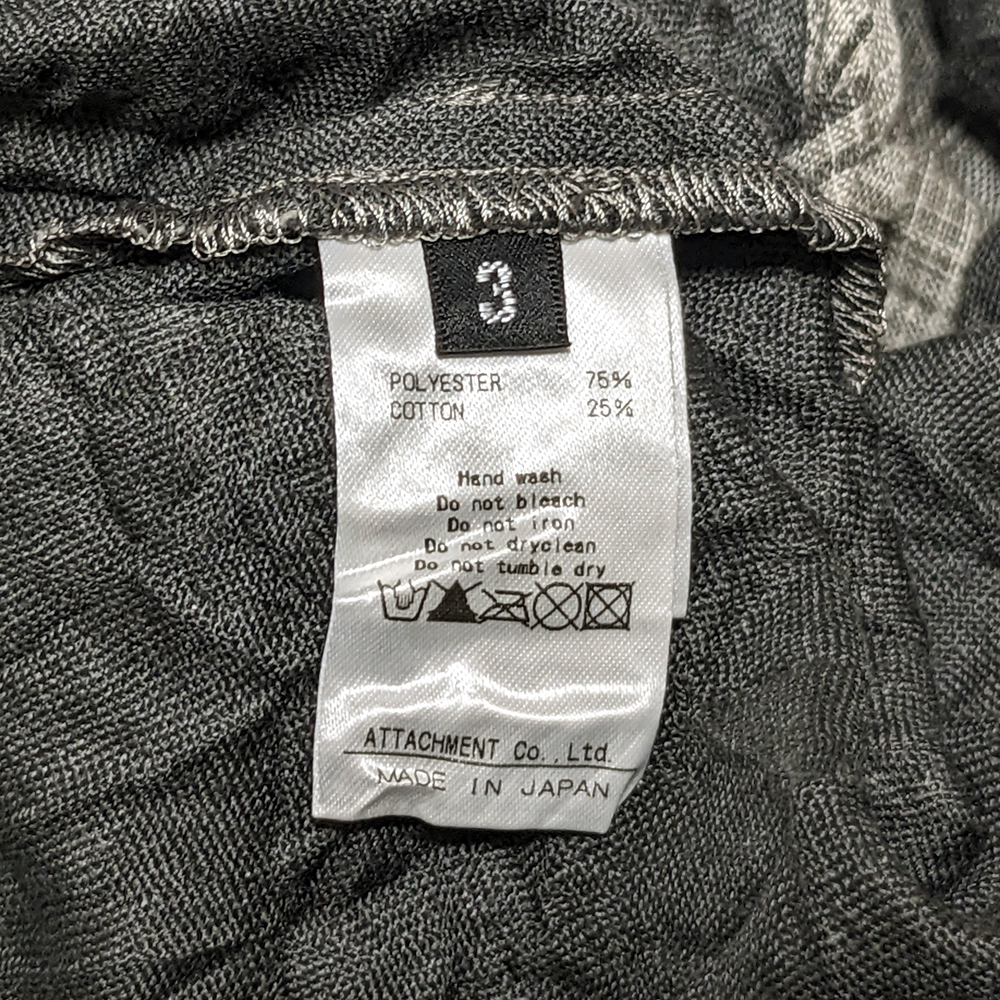 3
POLYESTER 75%
COTTON 25%
Hand wash
Do not bleach
Do not iron
Do not dryclean
Do not tumble dry
ATTACHMENT Co.,Ltd.
MADE IN JAPAN